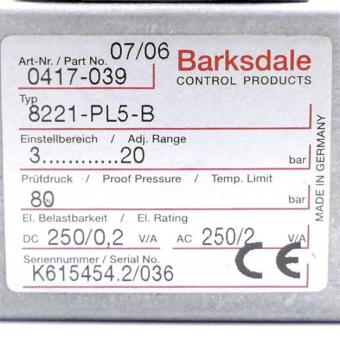 07/06
Barksdale
CONTROL PRODUCTS
Art-Nr. / Part No.
0417-039
Typ
8221-PL5-B
Einstellbereich / Adj. Range
3............20 bar
Prüfdruck / Proof Pressure / Temp. Limit
80 bar
El. Belastbarkeit / El. Rating
DC 250/0,2 V/A AC 250/2 V/A
Seriennummer / Serial No.
K615454.2/036
CE
MADE IN GERMANY